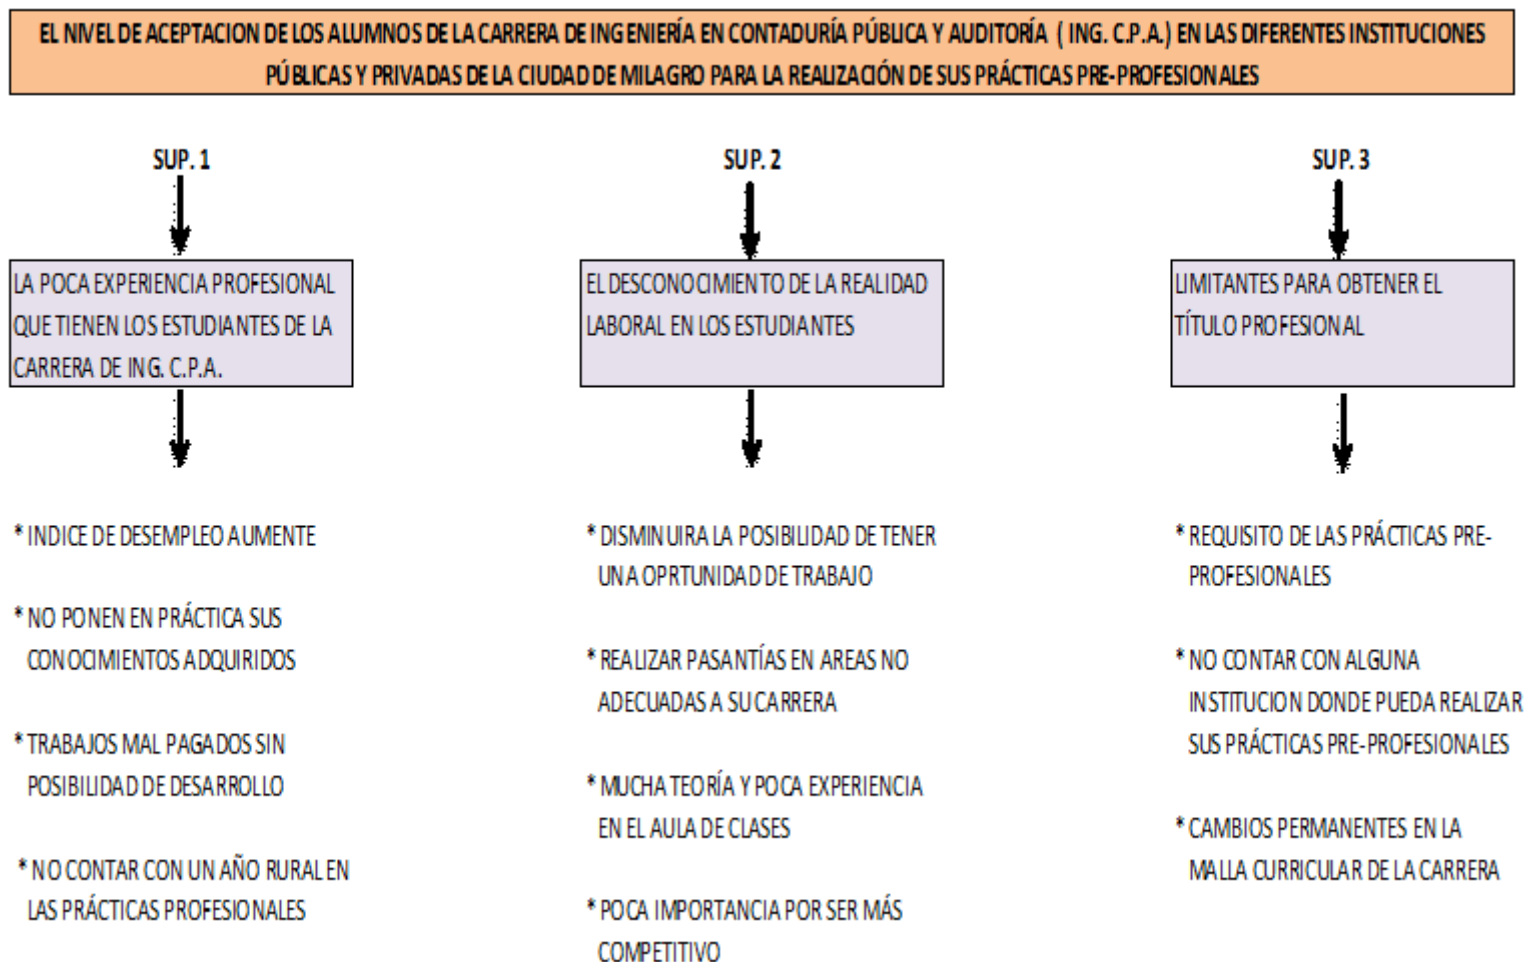 EL NIVEL DE ACEPTACION DE LOS ALUMNOS DE LA CARRERA DE INGENIERÍA EN CONTADURÍA PÚBLICA Y AUDITORÍA ( ING. C.P.A.) EN LAS DIFERENTES INSTITUCIONES
PÚBLICAS Y PRIVADAS DE LA CIUDAD DE MILAGRO PARA LA REALIZACIÓN DE SUS PRÁCTICAS PRE-PROFESIONALES
SUP. 1
LA POCA EXPERIENCIA PROFESIONAL
QUE TIENEN LOS ESTUDIANTES DE LA
CARRERA DE ING. C.P.A.
* INDICE DE DESEMPLEO AUMENTE
* NO PONEN EN PRÁCTICA SUS
CONOCIMIENTOS ADQUIRIDOS
* TRABAJOS MAL PAGADOS SIN
POSIBILIDAD DE DESARROLLO
* NO CONTAR CON UN AÑO RURAL EN
LAS PRÁCTICAS PROFESIONALES
SUP. 2
EL DESCONOCIMIENTO DE LA REALIDAD
LABORAL EN LOS ESTUDIANTES
* DISMINUIRA LA POSIBILIDAD DE TENER
UNA OPRTUNIDAD DE TRABAJO
* REALIZAR PASANTÍAS EN AREAS NO
ADECUADAS A SU CARRERA
* MUCHA TEORÍA Y POCA EXPERIENCIA
EN EL AULA DE CLASES
* POCA IMPORTANCIA POR SER MÁS
COMPETITIVO
SUP. 3
LIMITANTES PARA OBTENER EL
TÍTULO PROFESIONAL
* REQUISITO DE LAS PRÁCTICAS PRE-
PROFESIONALES
* NO CONTAR CON ALGUNA
INSTITUCION DONDE PUEDA REALIZAR
SUS PRÁCTICAS PRE-PROFESIONALES
* CAMBIOS PERMANENTES EN LA
MALLA CURRICULAR DE LA CARRERA